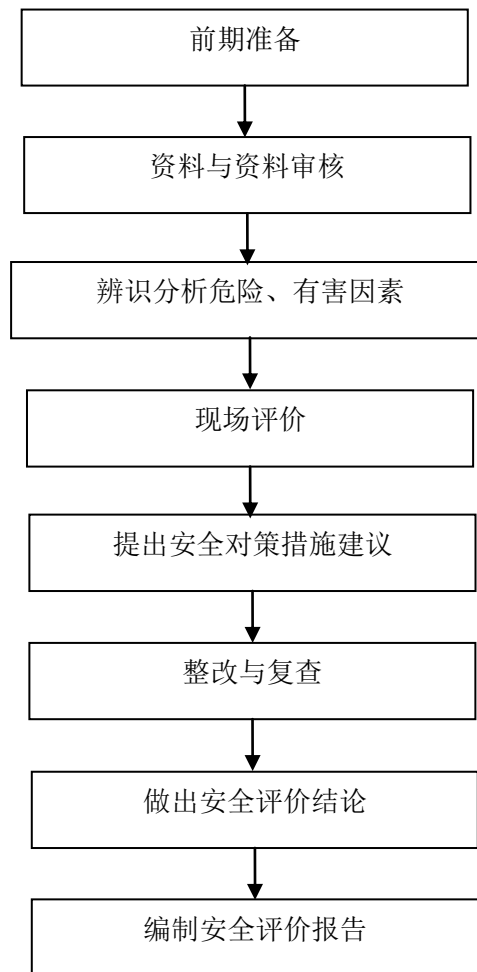 前期准备
资料与资料审核
辨识分析危险、有害因素
现场评价
提出安全对策措施建议
整改与复查
做出安全评价结论
编制安全评价报告